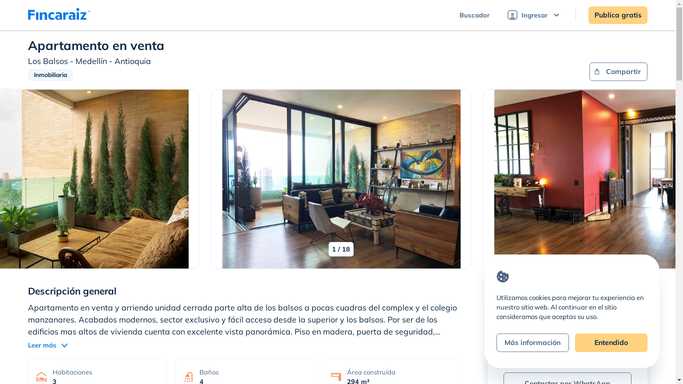 Fincaraiz
Buscador
Ingresar
Publica gratis
Apartamento en venta
Los Balsos - Medellín - Antioquia
Inmobiliaria
Compartir
1 / 18
Descripción general
Apartamento en venta y arriendo unidad cerrada parte alta de los balsos a pocas cuadras del complex y el colegio
manzanares. Acabados modernos, sector exclusivo y fácil acceso desde la superior y los balsos. Por ser de los
edificios mas altos de vivienda cuenta con excelente vista panorámica. Piso en madera, puerta de seguridad,...
Leer más
Habitaciones
3
Baños
4
Área construida
294 m²
Utilizamos cookies para mejorar tu experiencia en
nuestro sitio web. Al continuar en el sitio
consideramos que aceptas su uso.
Más información
Entendido
Contactar por WhatsApp